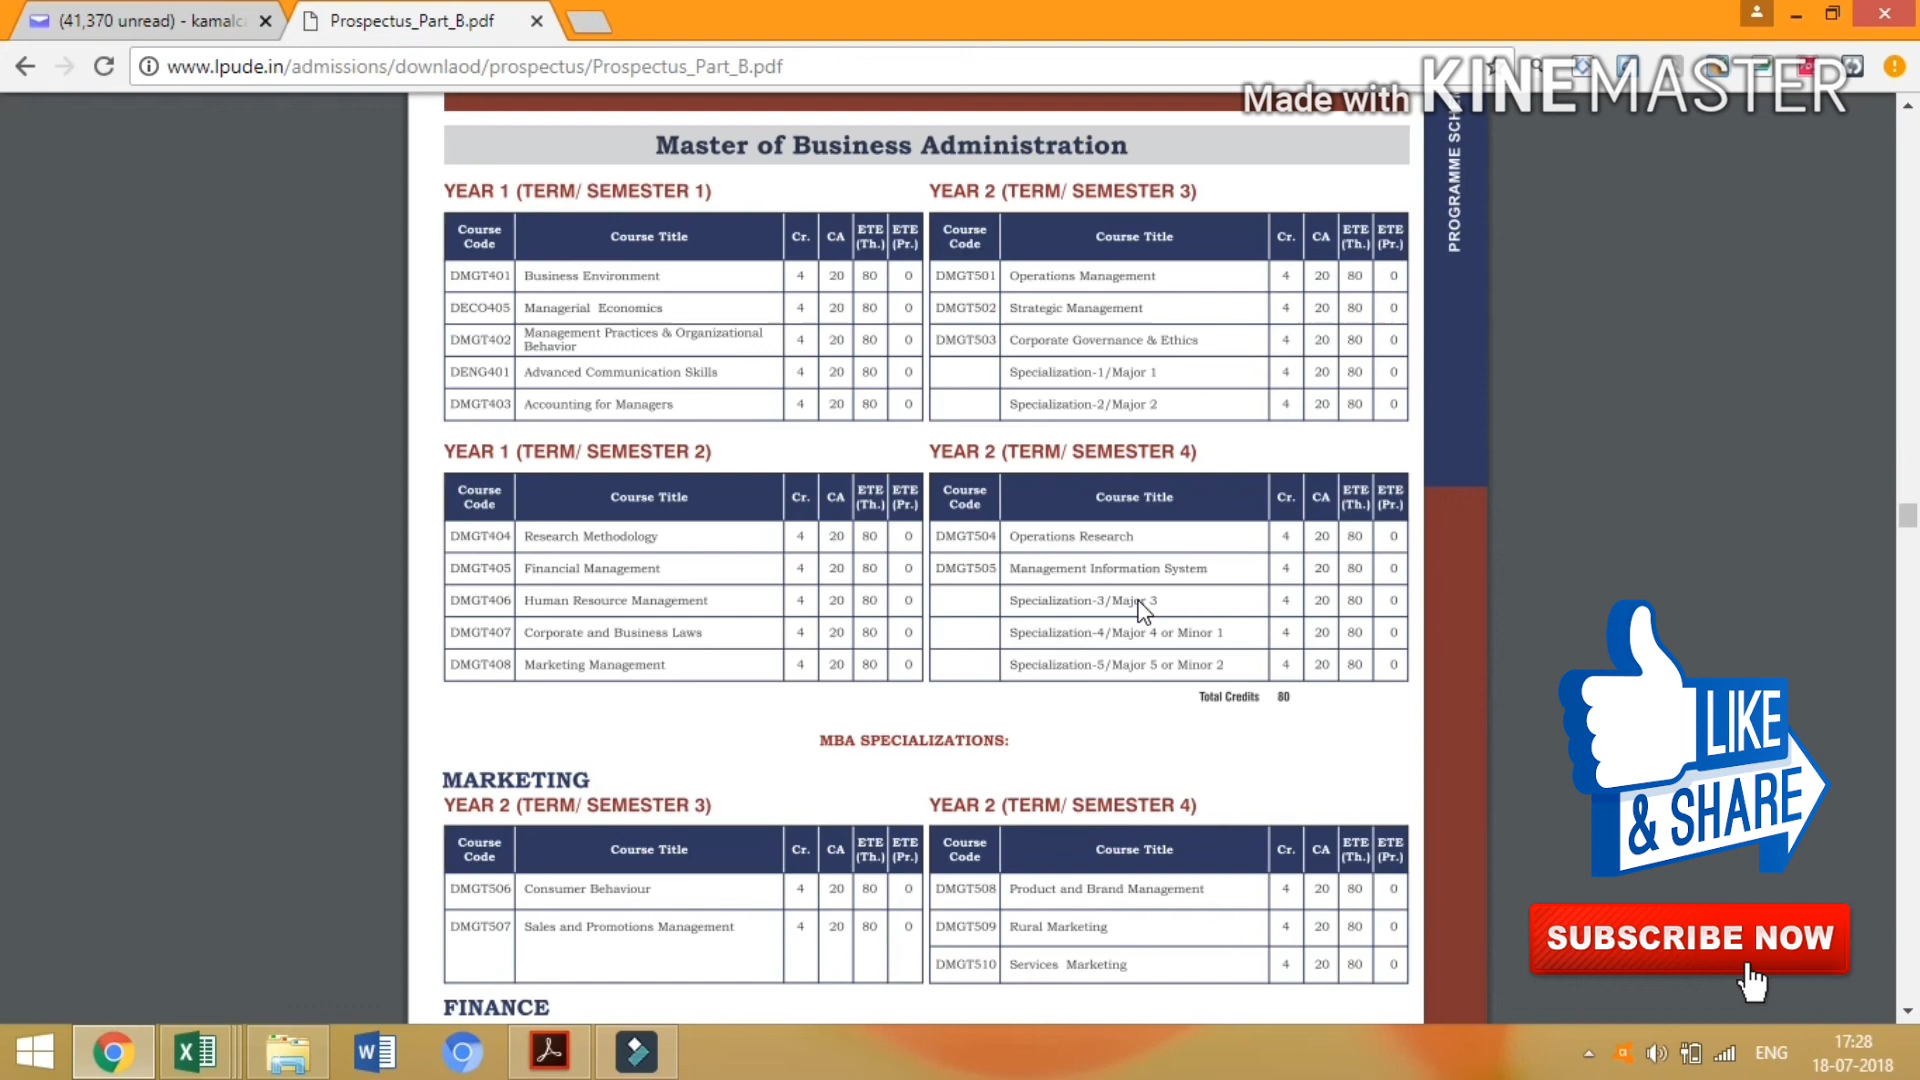 (41,370 unread) - kamalc
Prospectus_Part_B.pdf
www.lpude.in/admissions/downlaod/prospectus/Prospectus_Part_B.pdf
Made with KINEMASTER
Master of Business Administration
YEAR 1 (TERM/ SEMESTER 1)
Course Code Course Title Cr. CA ETE (Th.) ETE (Pr.)
DMGT401 Business Environment 4 20 80 0
DECO405 Managerial Economics 4 20 80 0
DMGT402 Management Practices & Organizational Behavior 4 20 80 0
DENG401 Advanced Communication Skills 4 20 80 0
DMGT403 Accounting for Managers 4 20 80 0
YEAR 2 (TERM/ SEMESTER 3)
Course Code Course Title Cr. CA ETE (Th.) ETE (Pr.)
DMGT501 Operations Management 4 20 80 0
DMGT502 Strategic Management 4 20 80 0
DMGT503 Corporate Governance & Ethics 4 20 80 0
Specialization-1/Major 1 4 20 80 0
Specialization-2/Major 2 4 20 80 0
YEAR 1 (TERM/ SEMESTER 2)
Course Code Course Title Cr. CA ETE (Th.) ETE (Pr.)
DMGT404 Research Methodology 4 20 80 0
DMGT405 Financial Management 4 20 80 0
DMGT406 Human Resource Management 4 20 80 0
DMGT407 Corporate and Business Laws 4 20 80 0
DMGT408 Marketing Management 4 20 80 0
YEAR 2 (TERM/ SEMESTER 4)
Course Code Course Title Cr. CA ETE (Th.) ETE (Pr.)
DMGT504 Operations Research 4 20 80 0
DMGT505 Management Information System 4 20 80 0
Specialization-3/Major 3 4 20 80 0
Specialization-4/Major 4 or Minor 1 4 20 80 0
Specialization-5/Major 5 or Minor 2 4 20 80 0
Total Credits 80
MBA SPECIALIZATIONS:
MARKETING
YEAR 2 (TERM/ SEMESTER 3)
Course Code Course Title Cr. CA ETE (Th.) ETE (Pr.)
DMGT506 Consumer Behaviour 4 20 80 0
DMGT507 Sales and Promotions Management 4 20 80 0
YEAR 2 (TERM/ SEMESTER 4)
Course Code Course Title Cr. CA ETE (Th.) ETE (Pr.)
DMGT508 Product and Brand Management 4 20 80 0
DMGT509 Rural Marketing 4 20 80 0
DMGT510 Services Marketing 4 20 80 0
FINANCE
PROGRAMME
LIKE
& SHARE
SUBSCRIBE NOW
ENG
17:28
18-07-2018